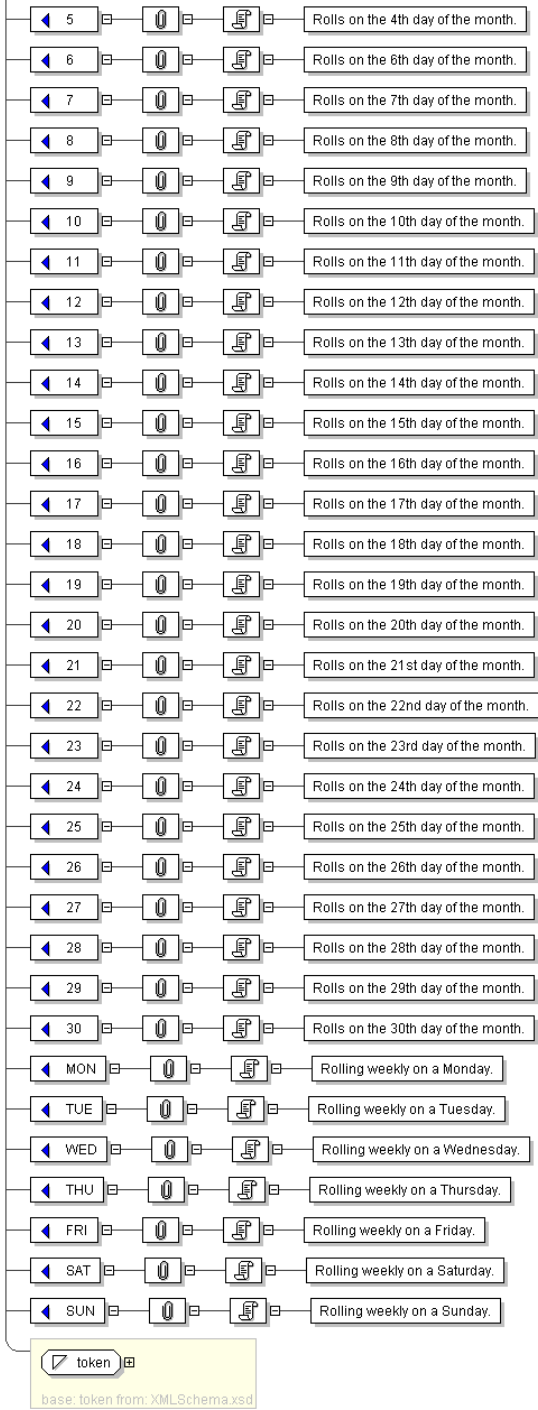 5 Rolls on the 4th day of the month.
6 Rolls on the 6th day of the month.
7 Rolls on the 7th day of the month.
8 Rolls on the 8th day of the month.
9 Rolls on the 9th day of the month.
10 Rolls on the 10th day of the month.
11 Rolls on the 11th day of the month.
12 Rolls on the 12th day of the month.
13 Rolls on the 13th day of the month.
14 Rolls on the 14th day of the month.
15 Rolls on the 15th day of the month.
16 Rolls on the 16th day of the month.
17 Rolls on the 17th day of the month.
18 Rolls on the 18th day of the month.
19 Rolls on the 19th day of the month.
20 Rolls on the 20th day of the month.
21 Rolls on the 21st day of the month.
22 Rolls on the 22nd day of the month.
23 Rolls on the 23rd day of the month.
24 Rolls on the 24th day of the month.
25 Rolls on the 25th day of the month.
26 Rolls on the 26th day of the month.
27 Rolls on the 27th day of the month.
28 Rolls on the 28th day of the month.
29 Rolls on the 29th day of the month.
30 Rolls on the 30th day of the month.
MON Rolling weekly on a Monday.
TUE Rolling weekly on a Tuesday.
WED Rolling weekly on a Wednesday.
THU Rolling weekly on a Thursday.
FRI Rolling weekly on a Friday.
SAT Rolling weekly on a Saturday.
SUN Rolling weekly on a Sunday.
token
base: token from: XMLSchema.xsd